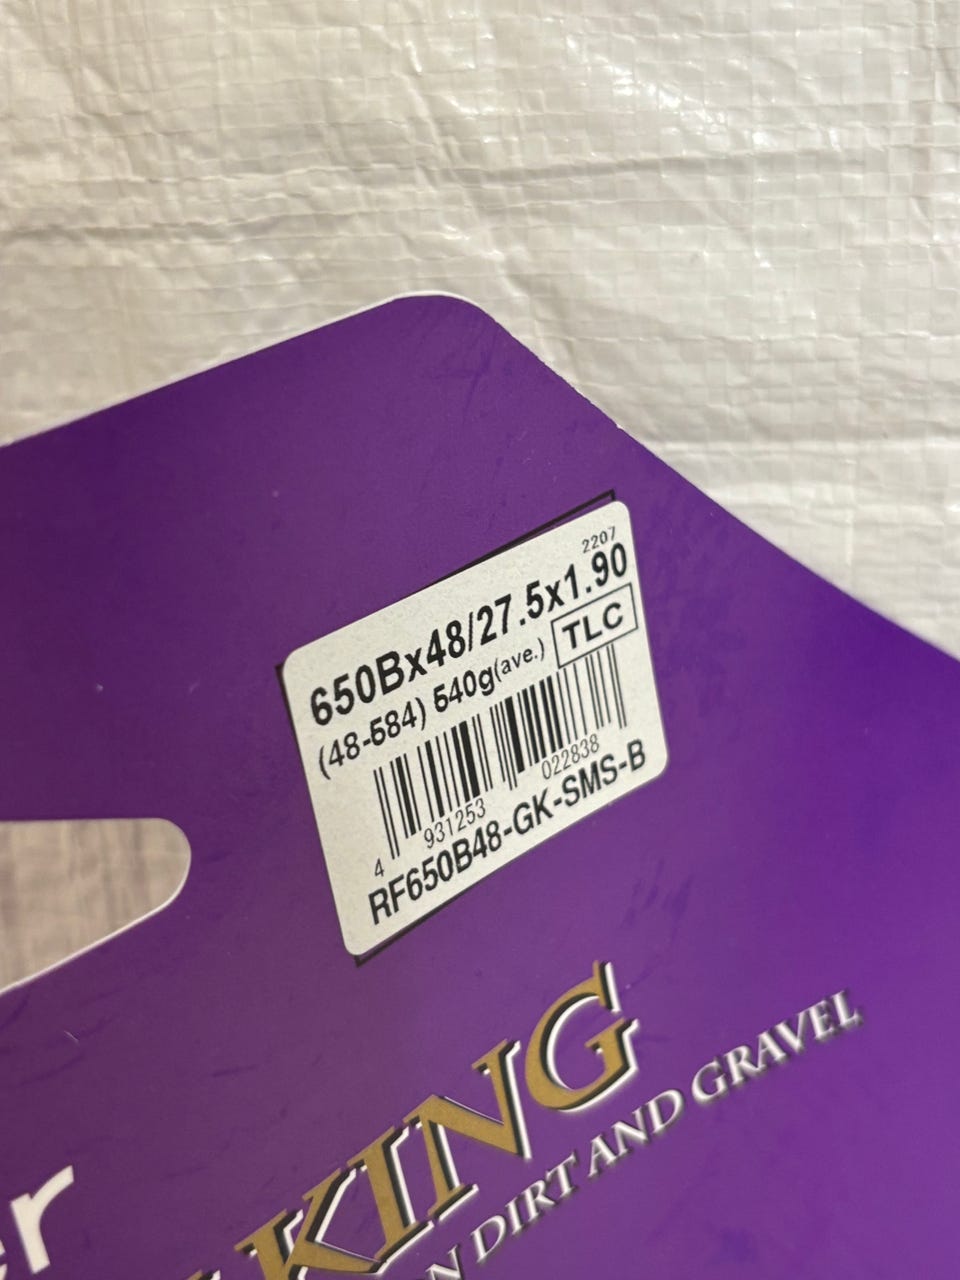 2207
650Bx48/27.5x1.90
(48-584) 540g(ave.) TLC
4 931253 022838
RF650B48-GK-SMS-B
KING
DIRT AND GRAVEL